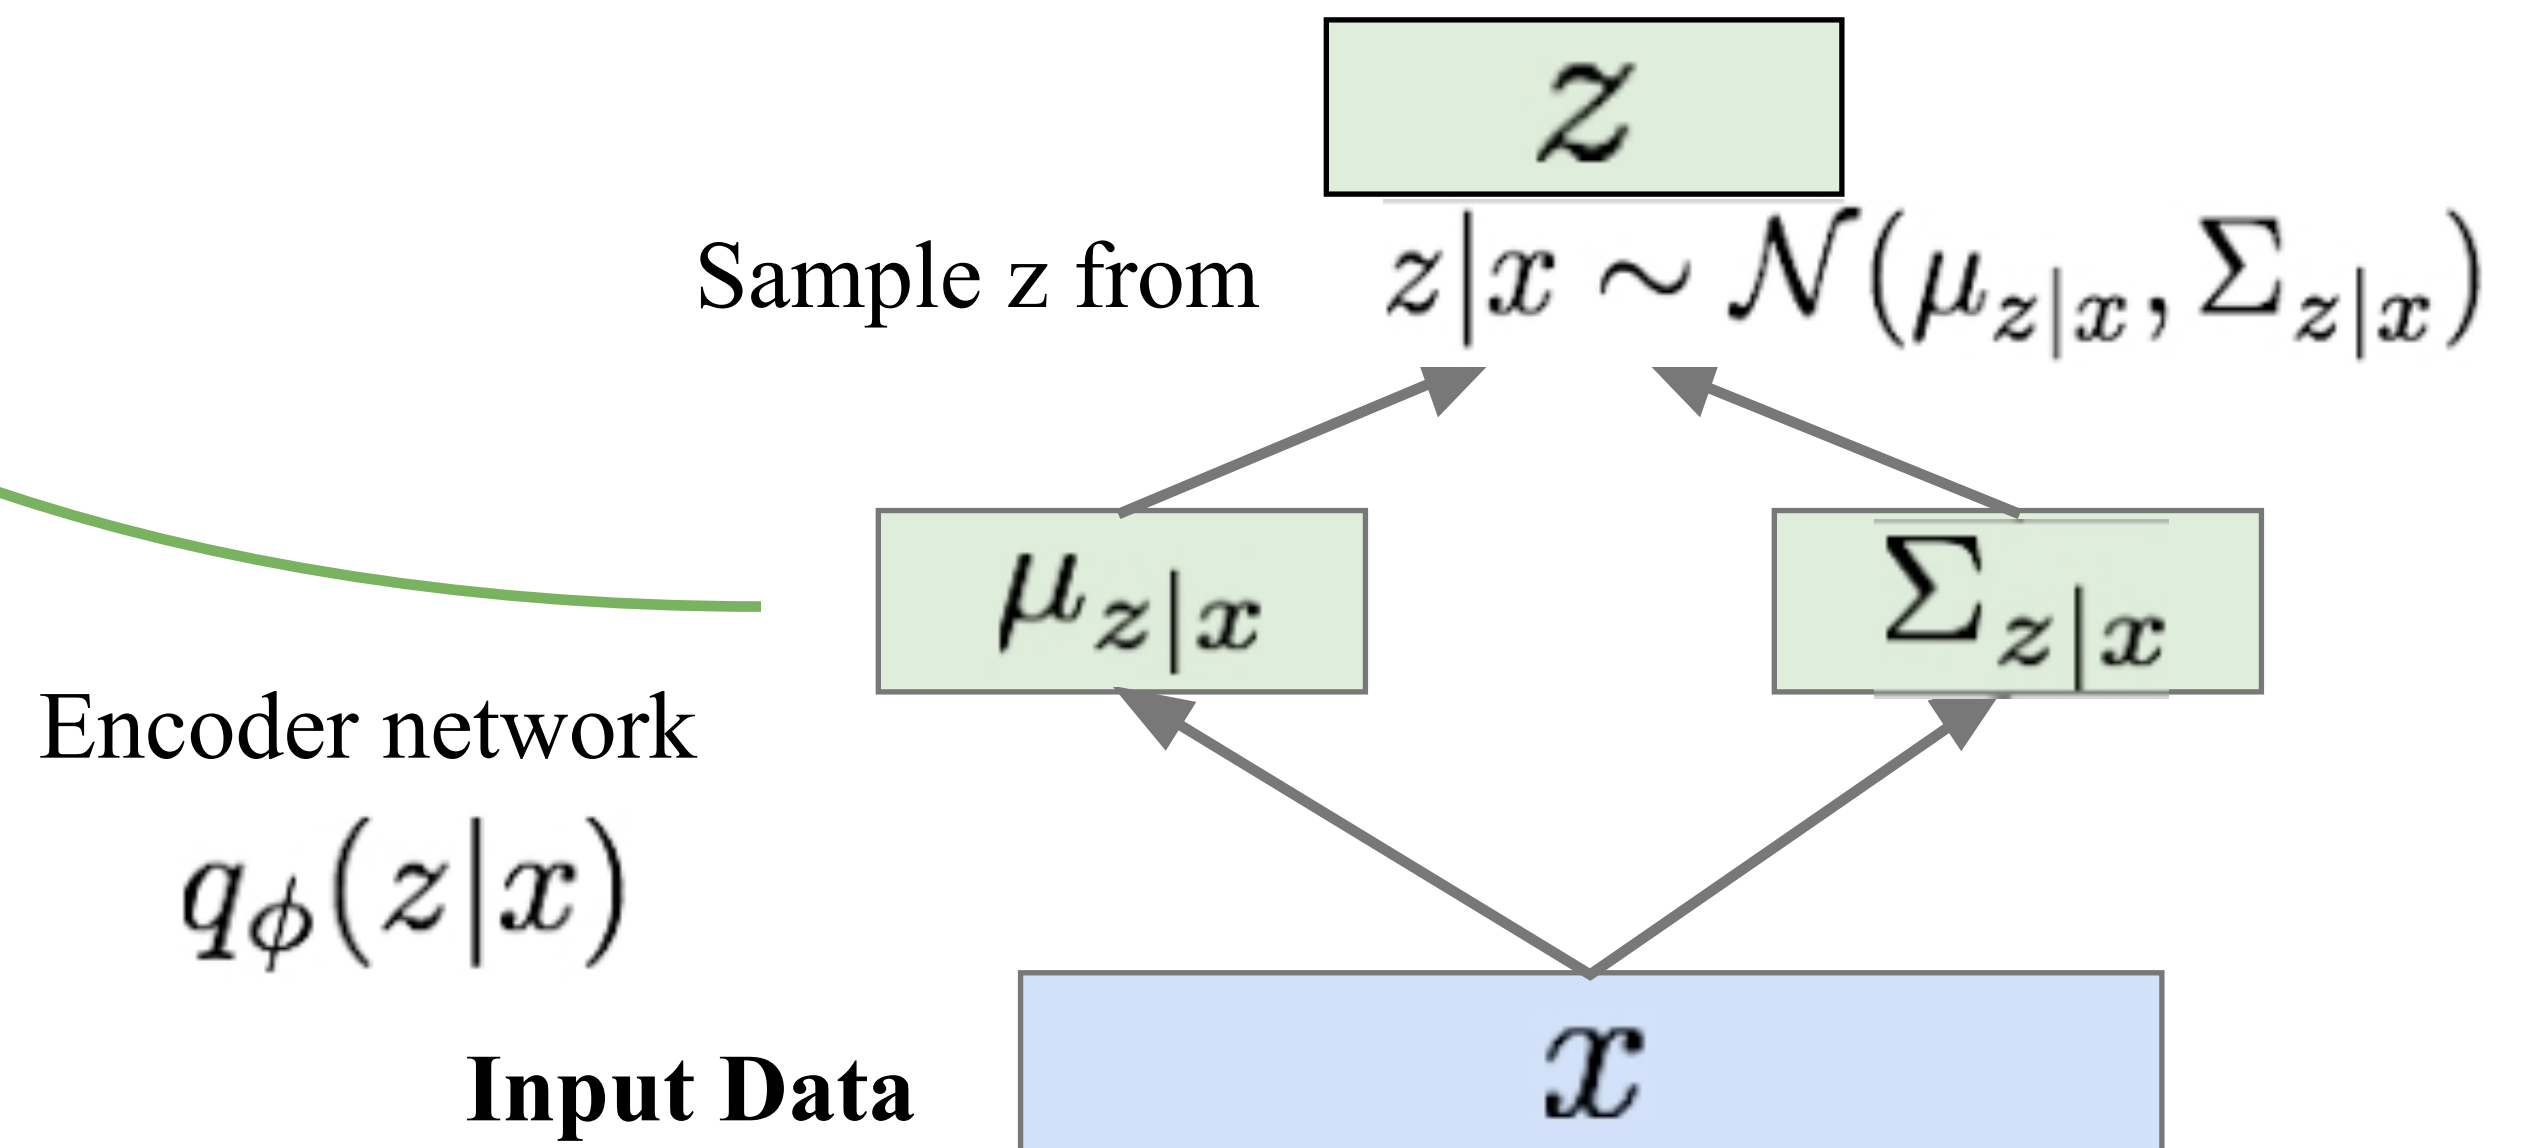 z
Sample z from z|x ∼ 𝒩(μ_{z|x}, Σ_{z|x})
μ_{z|x} Σ_{z|x}
Encoder network
q_ϕ(z|x)
Input Data x